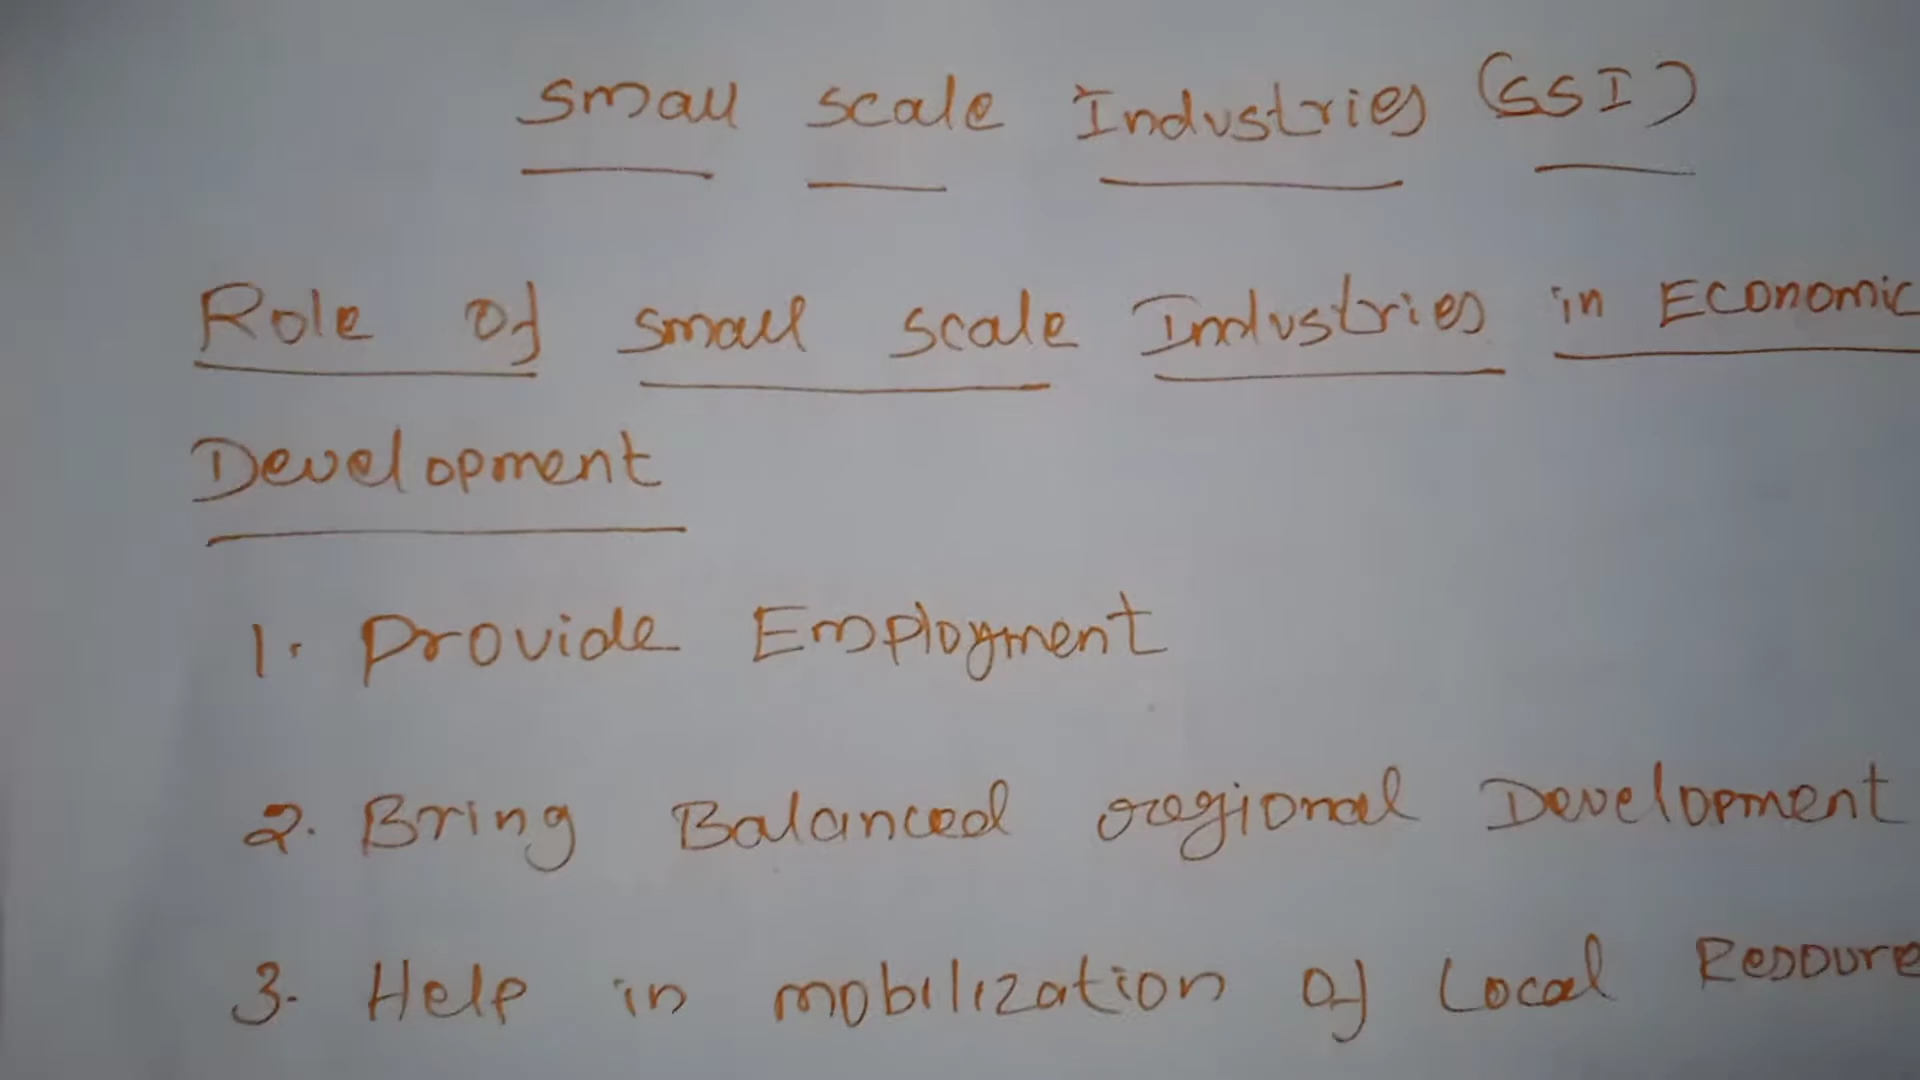 Small scale Industries (SSI)
Role of small scale Industries in Economic
Development
1. Provide Employment
2. Bring Balanced regional Development
3. Help in mobilization of Local Resource